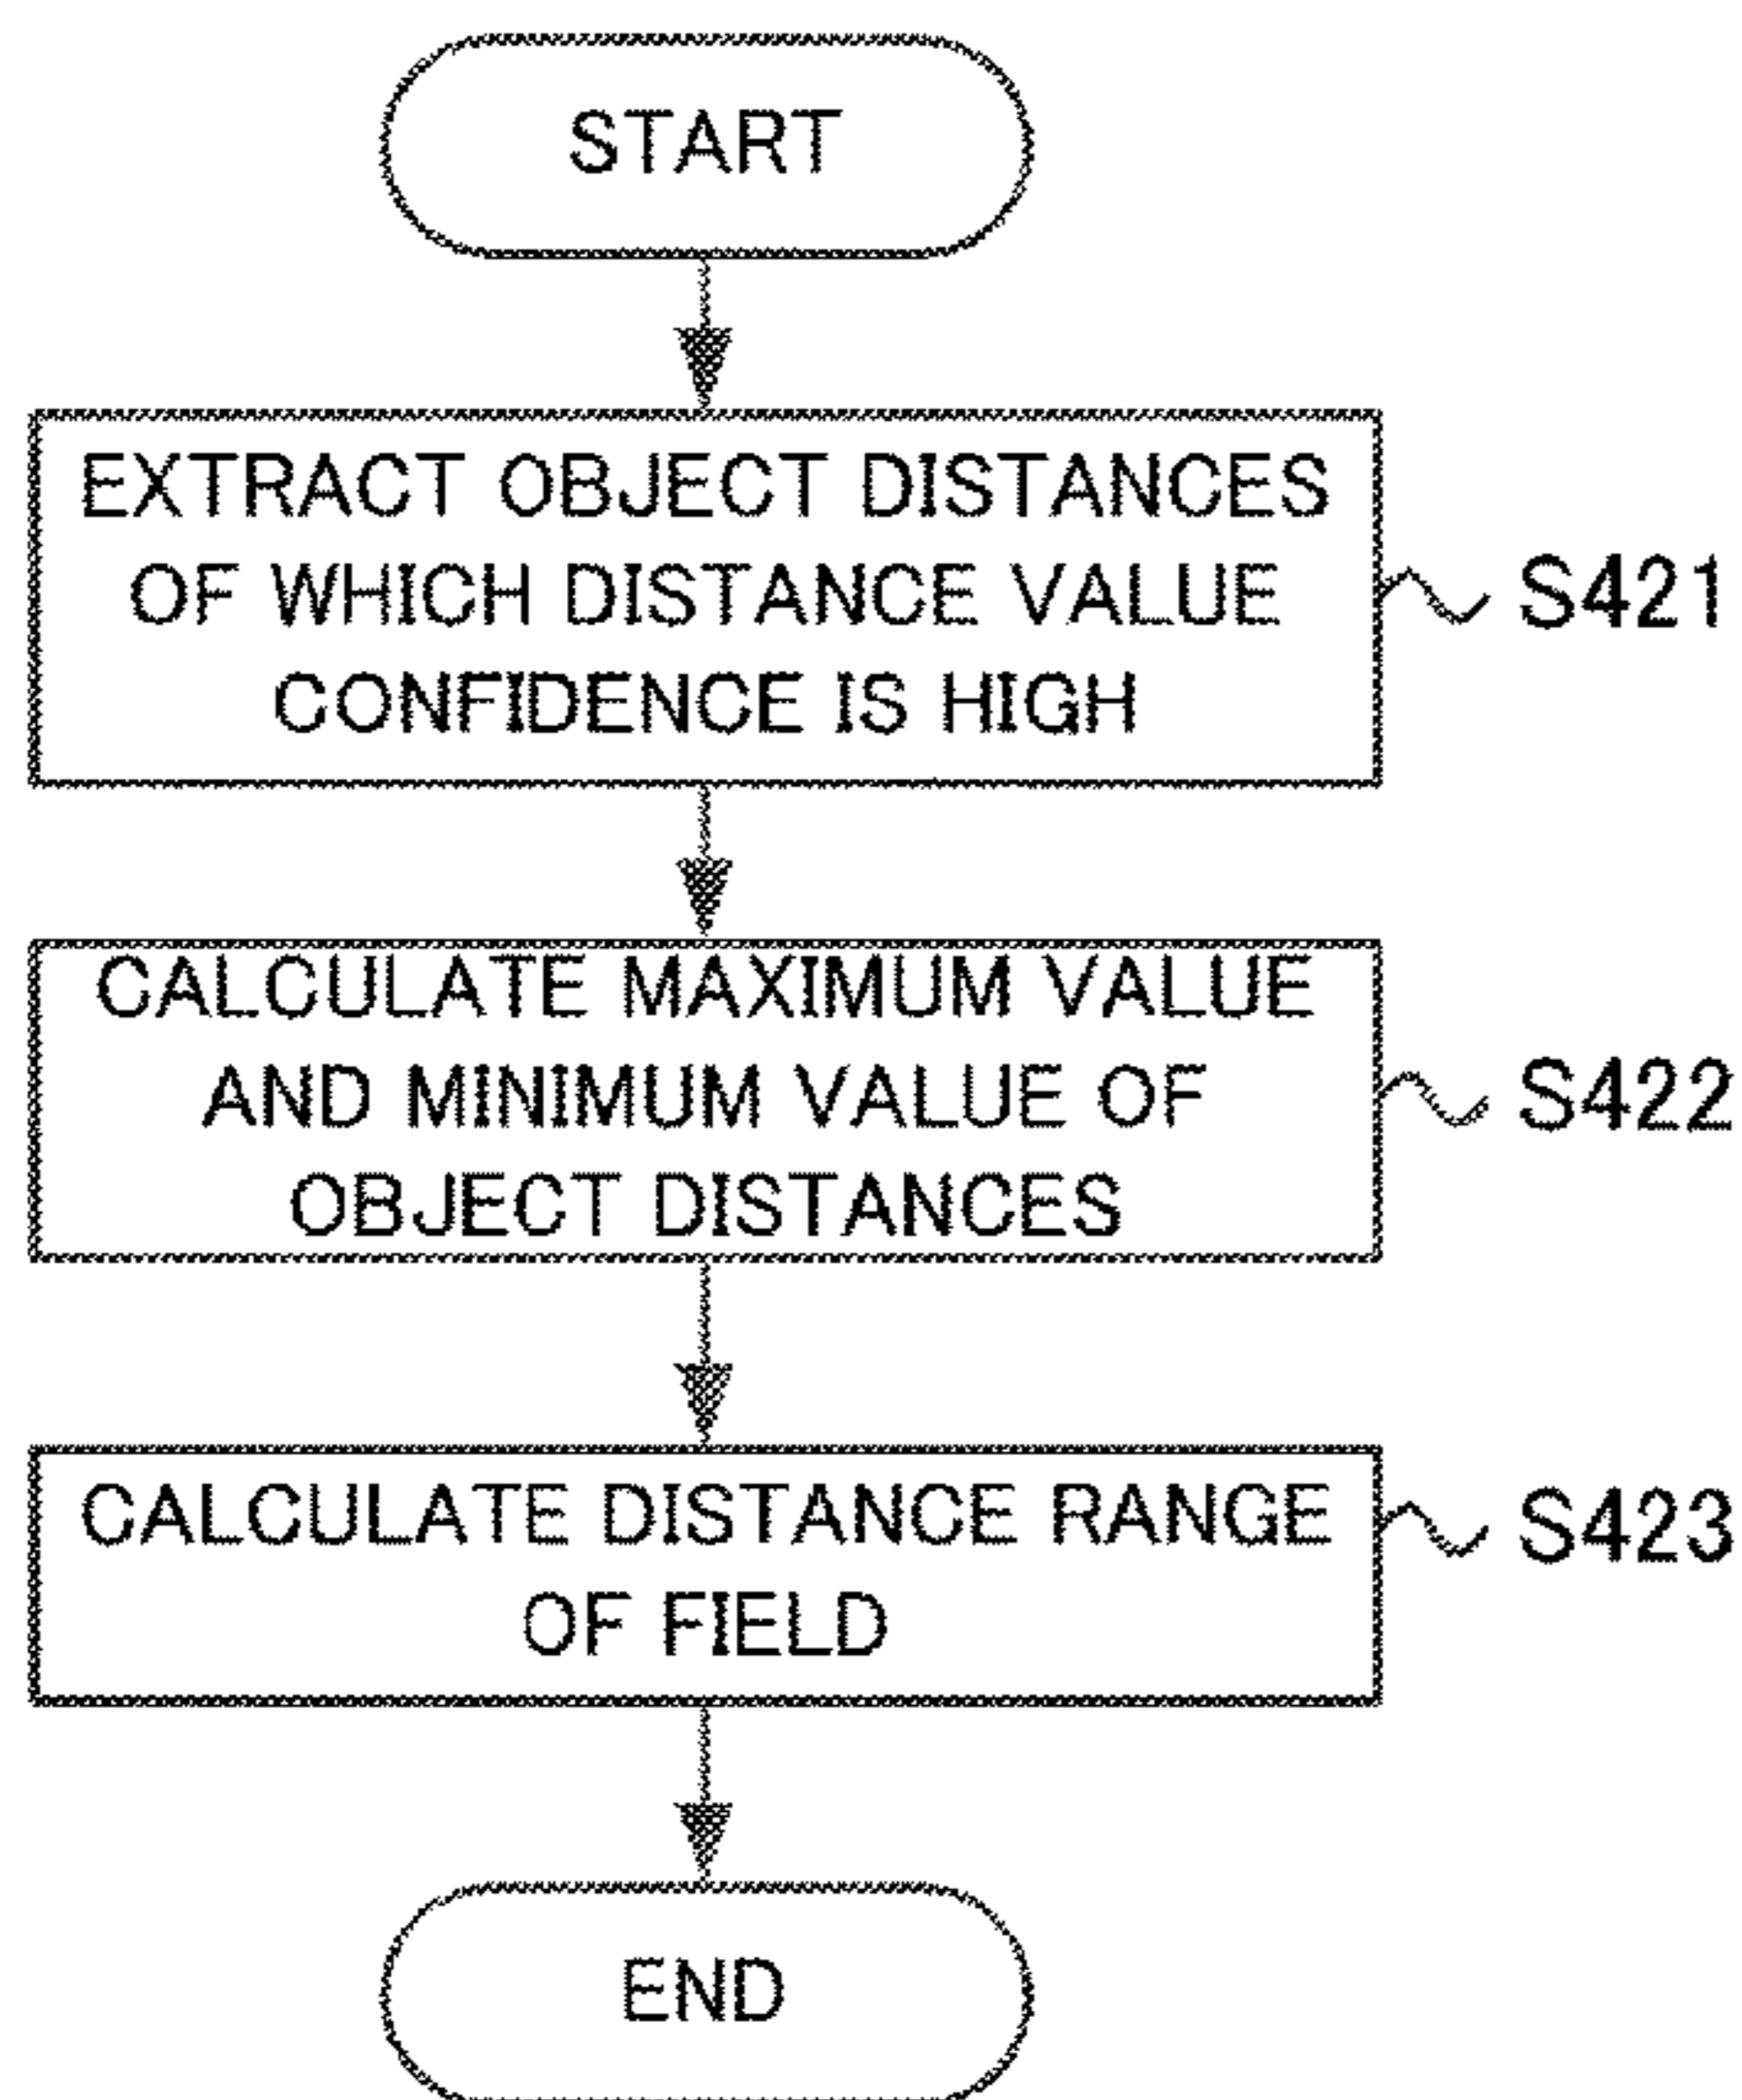 START
EXTRACT OBJECT DISTANCES
OF WHICH DISTANCE VALUE
CONFIDENCE IS HIGH
S421
CALCULATE MAXIMUM VALUE
AND MINIMUM VALUE OF
OBJECT DISTANCES
S422
CALCULATE DISTANCE RANGE
OF FIELD
S423
END